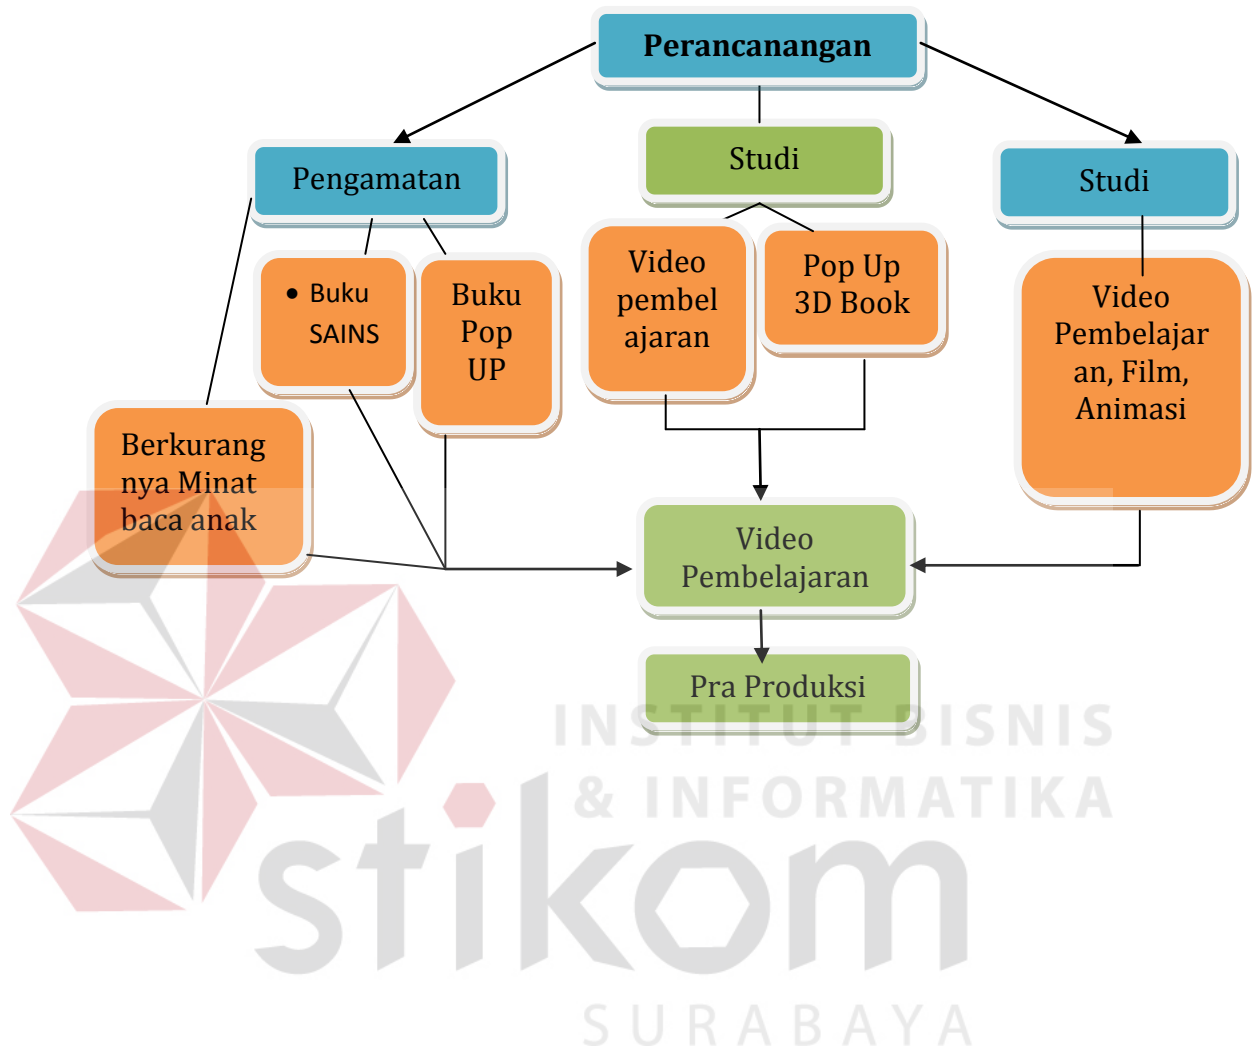 Perancanangan
Pengamatan
Studi
Studi
• Buku
SAINS
Buku
Pop
UP
Video
pembel
ajaran
Pop Up
3D Book
Video
Pembelajar
an, Film,
Animasi
Berkurang
nya Minat
baca anak
Video
Pembelajaran
Pra Produksi
INSTITUT BISNIS
& INFORMATIKA
stikom
SURABAYA